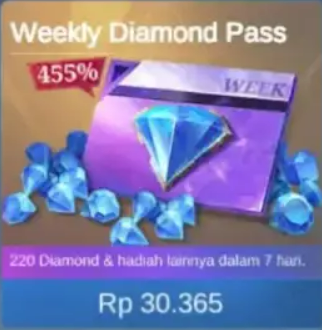 Weekly Diamond Pass
455%
WEEK
220 Diamond & hadiah lainnya dalam 7 hari.
Rp 30.365